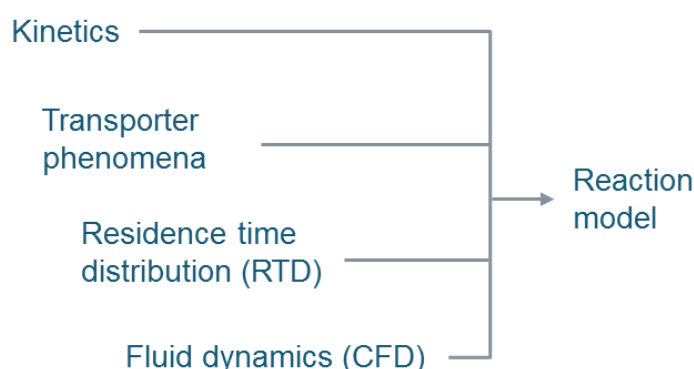 Kinetics
Transporter
phenomena
Reaction
model
Residence time
distribution (RTD)
Fluid dynamics (CFD)